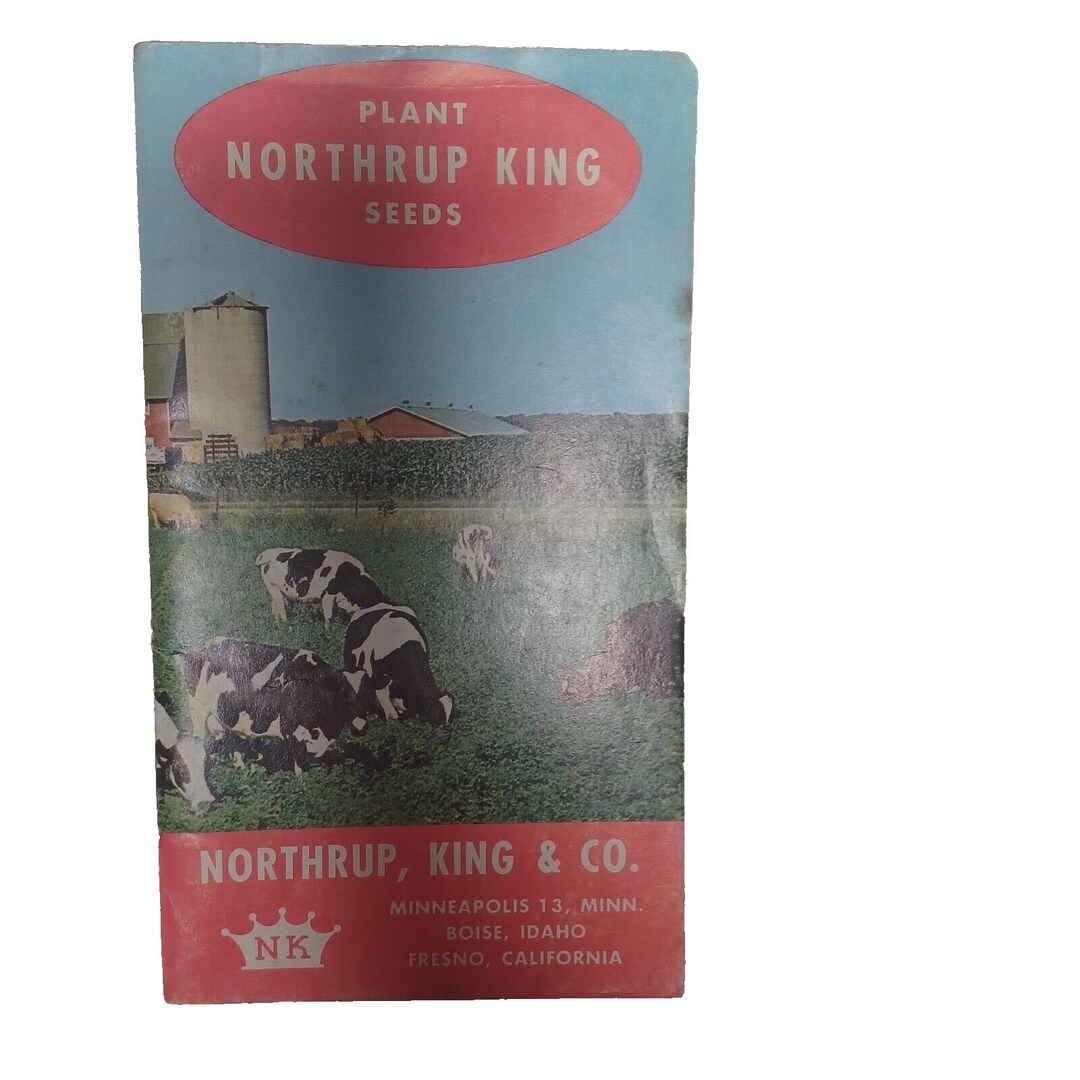 PLANT
NORTHRUP KING
SEEDS
NORTHRUP, KING & CO.
NK
MINNEAPOLIS 13, MINN.
BOISE, IDAHO
FRESNO, CALIFORNIA